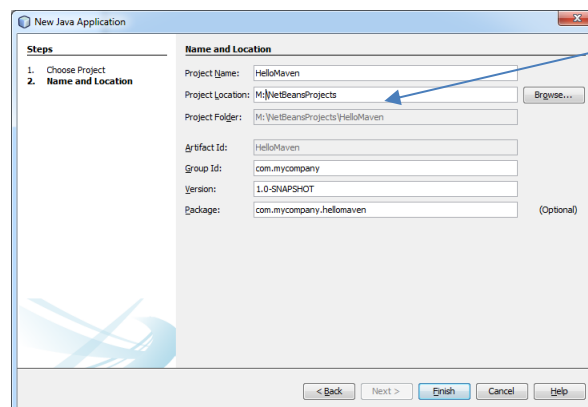 New Java Application
Steps
1. Choose Project
2. Name and Location
Name and Location
Project Name: HelloMaven
Project Location: M:\NetBeansProjects Browse...
Project Folder: M:\NetBeansProjects\HelloMaven
Artifact Id: HelloMaven
Group Id: com.mycompany
Version: 1.0-SNAPSHOT
Package: com.mycompany.hellomaven (Optional)
< Back Next > Finish Cancel Help